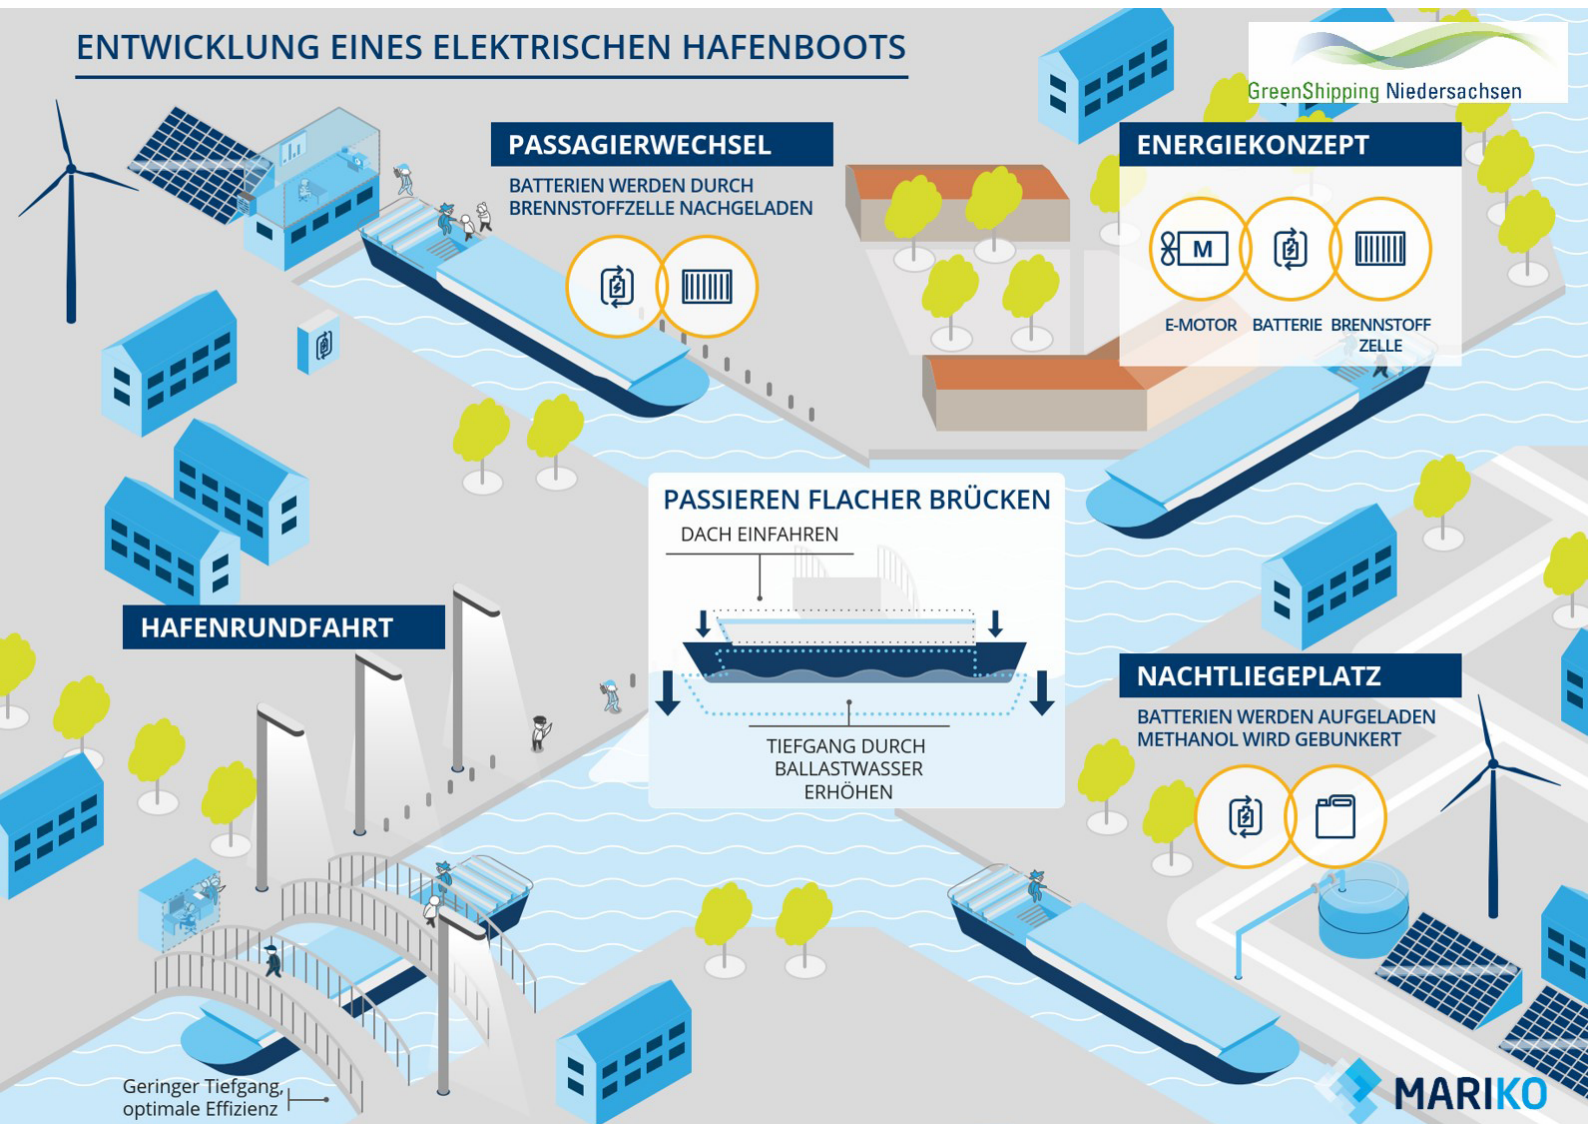 ENTWICKLUNG EINES ELEKTRISCHEN HAFENBOOTS
GreenShipping Niedersachsen
PASSAGIERWECHSEL
BATTERIEN WERDEN DURCH
BRENNSTOFFZELLE NACHGELADEN
ENERGIEKONZEPT
M
E-MOTOR BATTERIE BRENNSTOFF
ZELLE
PASSIEREN FLACHER BRÜCKEN
DACH EINFAHREN
TIEFGANG DURCH
BALLASTWASSER
ERHÖHEN
HAFENRUNDFAHRT
NACHTLIEGEPLATZ
BATTERIEN WERDEN AUFGELADEN
METHANOL WIRD GEBUNKERT
Geringer Tiefgang,
optimale Effizienz
MARIKO